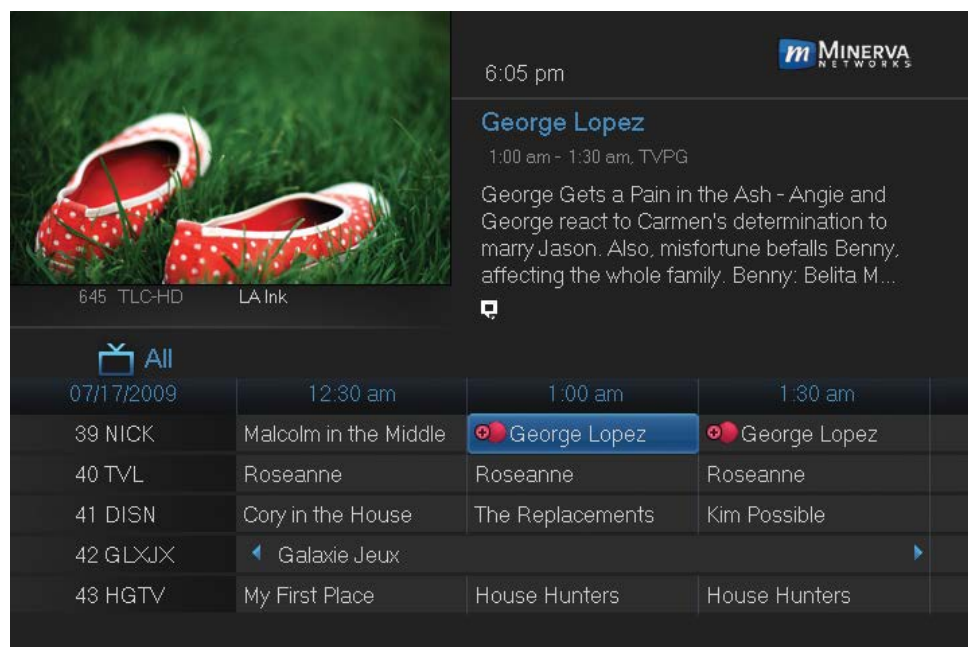 6:05 pm
m MINERVA
NETWORKS
George Lopez
1:00 am - 1:30 am, TVPG
George Gets a Pain in the Ash - Angie and
George react to Carmen's determination to
marry Jason. Also, misfortune befalls Benny,
affecting the whole family. Benny: Belita M...
645 TLC-HD LA Ink
All
07/17/2009 12:30 am 1:00 am 1:30 am
39 NICK Malcolm in the Middle George Lopez George Lopez
40 TVL Roseanne Roseanne Roseanne
41 DISN Cory in the House The Replacements Kim Possible
42 GLXJX Galaxie Jeux
43 HGTV My First Place House Hunters House Hunters